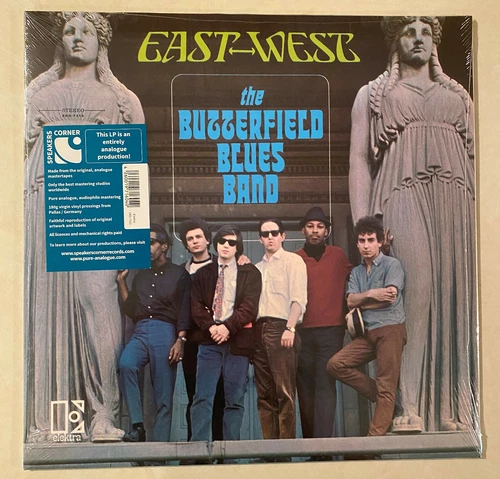 EAST-WEST
the
BUTTERFIELD
BLUES
BAND
STEREO
SPEAKERS
CORNER
This LP is an
entirely
analogue
production!
Made from the original, analogue
mastertapes
Only the best mastering studios
worldwide
Pure analogue, audiophile mastering
180g virgin vinyl pressings from
Pallas / Germany
Faithful reproduction of original
artwork and labels
All licences and mechanical rights paid
To learn more about our productions, please visit
www.speakerscornerrecords.com
www.pure-analogue.com
elektra